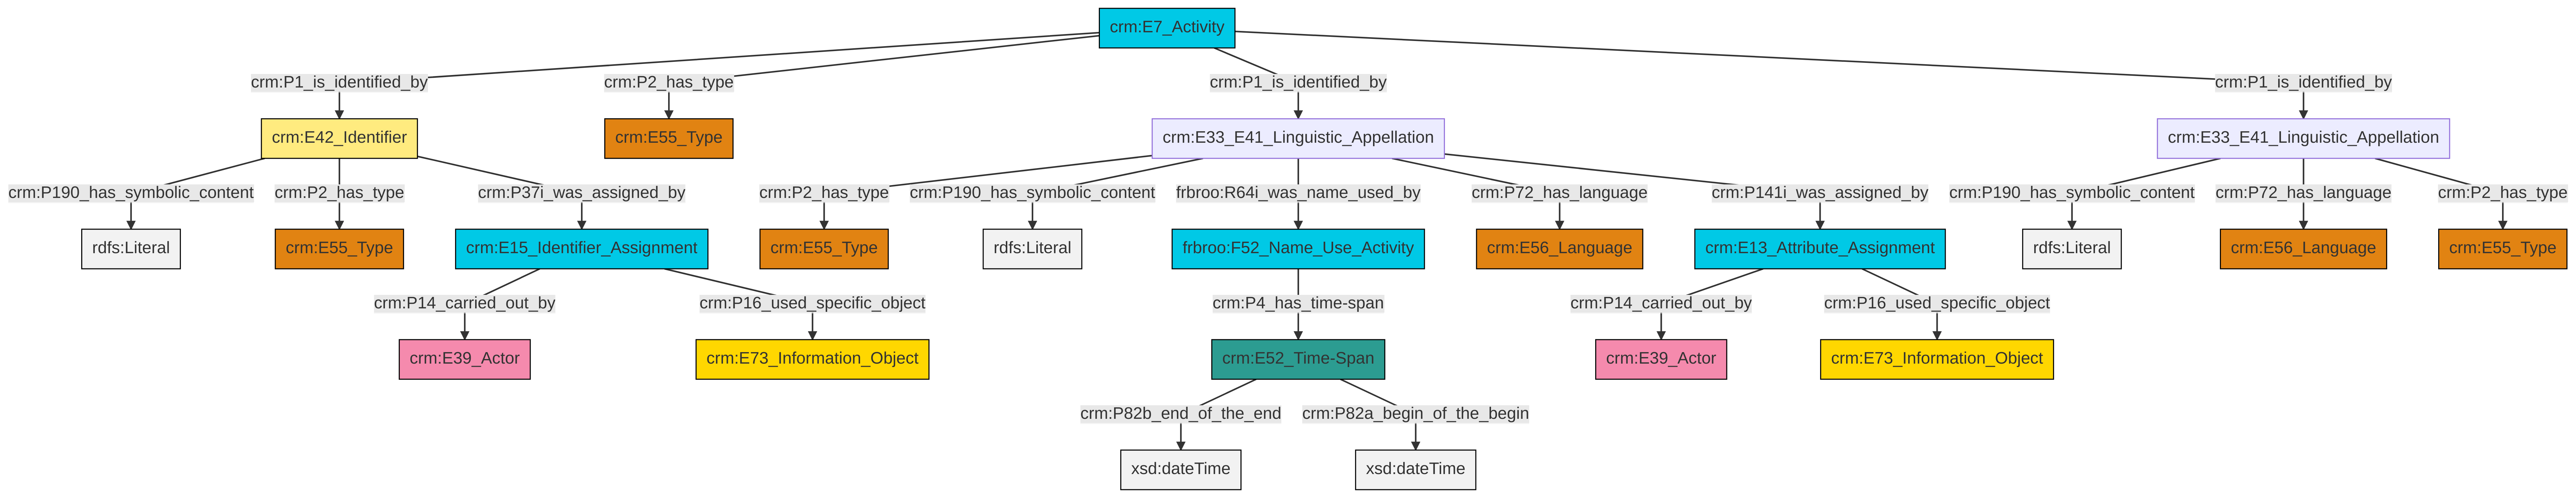 crm:E7_Activity
crm:P1_is_identified_by
crm:P2_has_type
crm:P1_is_identified_by
crm:P1_is_identified_by
crm:E42_Identifier
crm:E55_Type
crm:E33_E41_Linguistic_Appellation
crm:E33_E41_Linguistic_Appellation
crm:P190_has_symbolic_content
crm:P2_has_type
crm:P37i_was_assigned_by
crm:P2_has_type
crm:P190_has_symbolic_content
frbroo:R64i_was_name_used_by
crm:P72_has_language
crm:P141i_was_assigned_by
crm:P190_has_symbolic_content
crm:P72_has_language
crm:P2_has_type
rdfs:Literal
crm:E55_Type
crm:E15_Identifier_Assignment
crm:E55_Type
rdfs:Literal
frbroo:F52_Name_Use_Activity
crm:E56_Language
crm:E13_Attribute_Assignment
rdfs:Literal
crm:E56_Language
crm:E55_Type
crm:P14_carried_out_by
crm:P16_used_specific_object
crm:P4_has_time-span
crm:P14_carried_out_by
crm:P16_used_specific_object
crm:E39_Actor
crm:E73_Information_Object
crm:E52_Time-Span
crm:E39_Actor
crm:E73_Information_Object
crm:P82b_end_of_the_end
crm:P82a_begin_of_the_begin
xsd:dateTime
xsd:dateTime